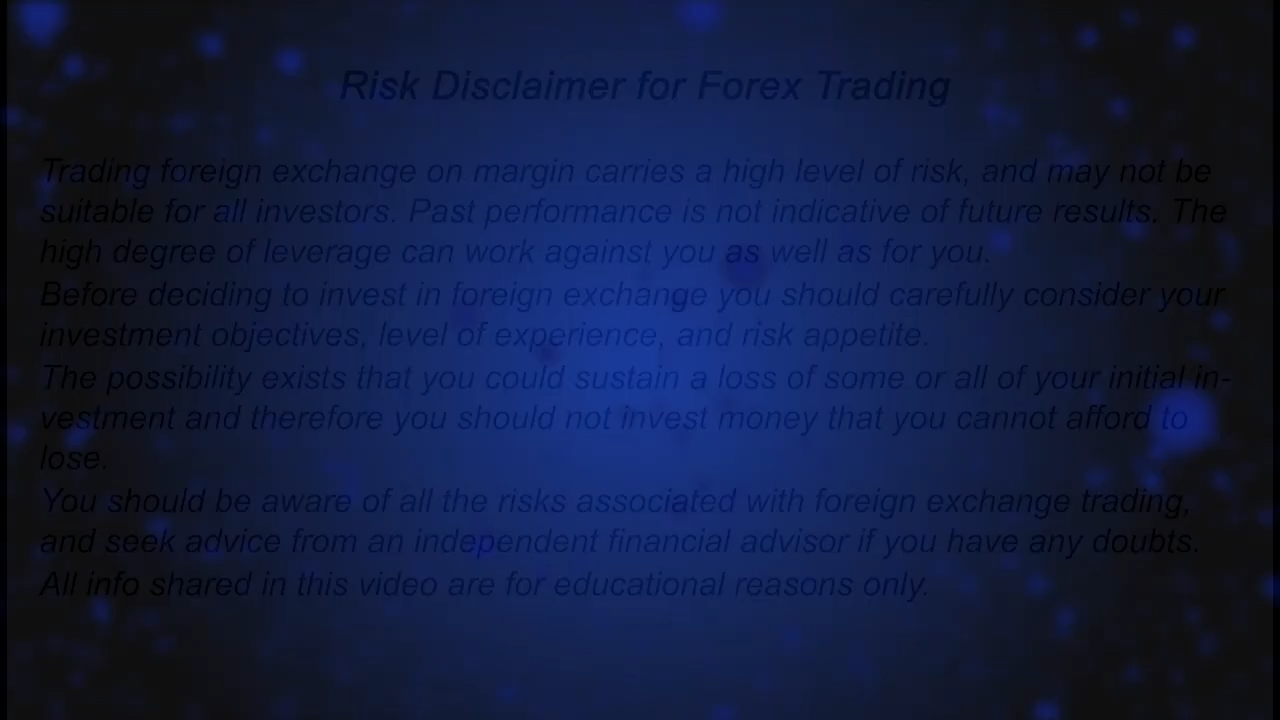 Risk Disclaimer for Forex Trading
Trading foreign exchange on margin carries a high level of risk, and may not be
suitable for all investors. Past performance is not indicative of future results. The
high degree of leverage can work against you as well as for you.
Before deciding to invest in foreign exchange you should carefully consider your
investment objectives, level of experience, and risk appetite.
The possibility exists that you could sustain a loss of some or all of your initial in-
vestment and therefore you should not invest money that you cannot afford to
lose.
You should be aware of all the risks associated with foreign exchange trading,
and seek advice from an independent financial advisor if you have any doubts.
All info shared in this video are for educational reasons only.